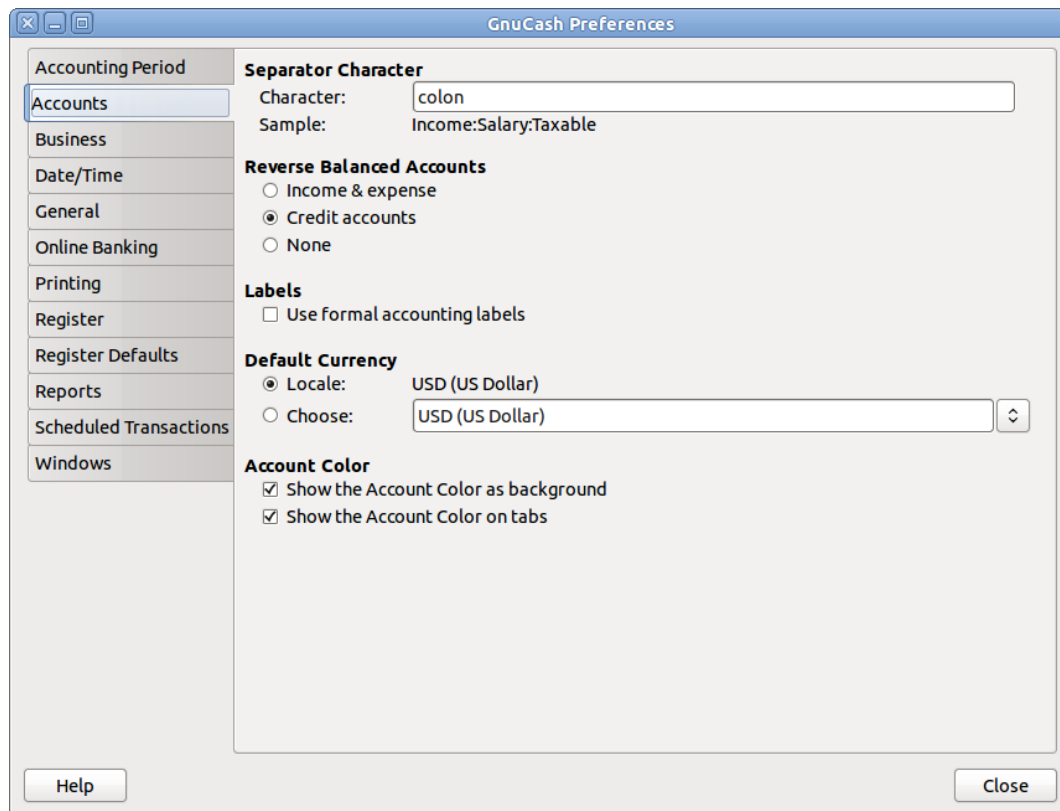 GnuCash Preferences
Accounting Period
Accounts
Business
Date/Time
General
Online Banking
Printing
Register
Register Defaults
Reports
Scheduled Transactions
Windows
Separator Character
Character: colon
Sample: Income:Salary:Taxable
Reverse Balanced Accounts
Income & expense
Credit accounts
None
Labels
Use formal accounting labels
Default Currency
Locale: USD (US Dollar)
Choose: USD (US Dollar)
Account Color
Show the Account Color as background
Show the Account Color on tabs
Help
Close